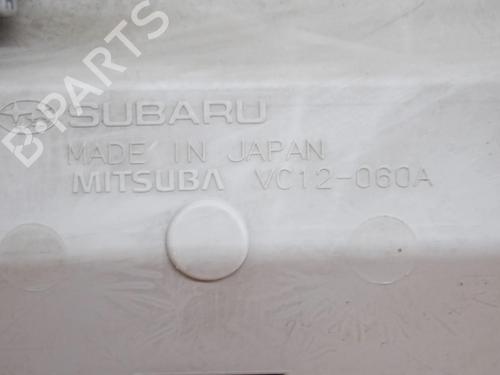 B-PARTS
SUBARU
MADE IN JAPAN
MITSUBA VC12-060A